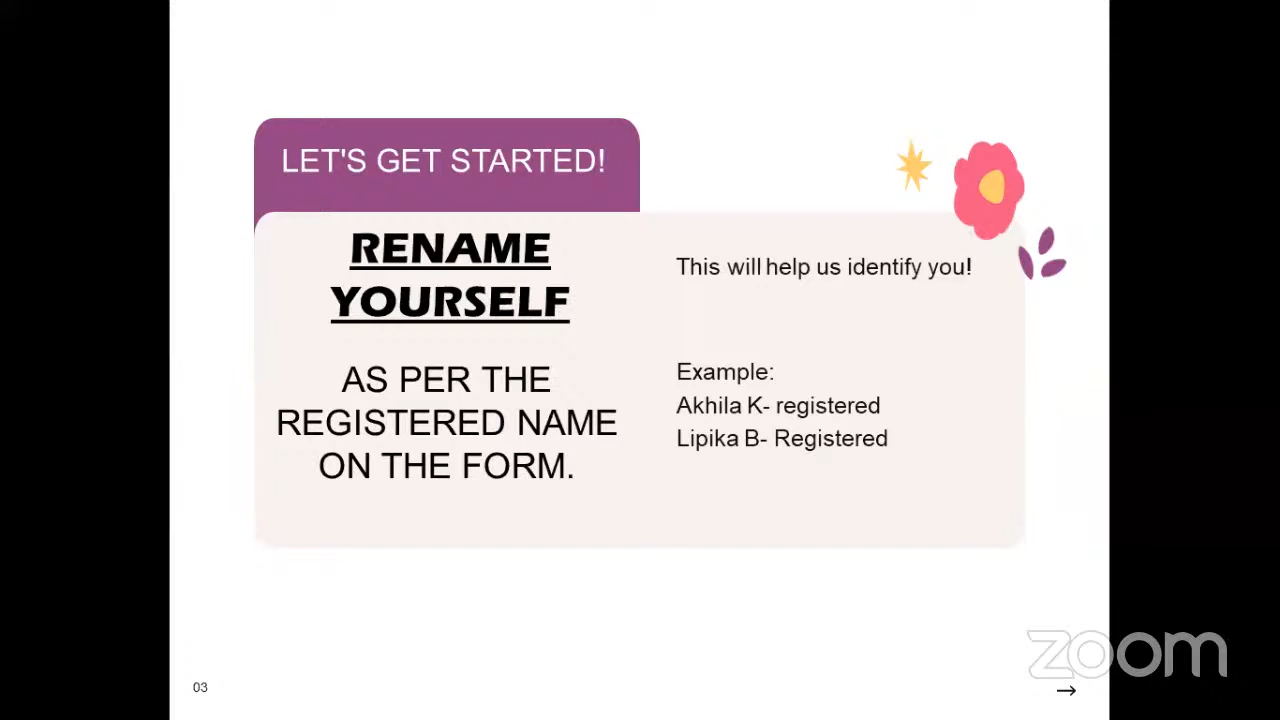 LET'S GET STARTED!
RENAME
YOURSELF
AS PER THE
REGISTERED NAME
ON THE FORM.
This will help us identify you!
Example:
Akhila K- registered
Lipika B- Registered
03
zoom